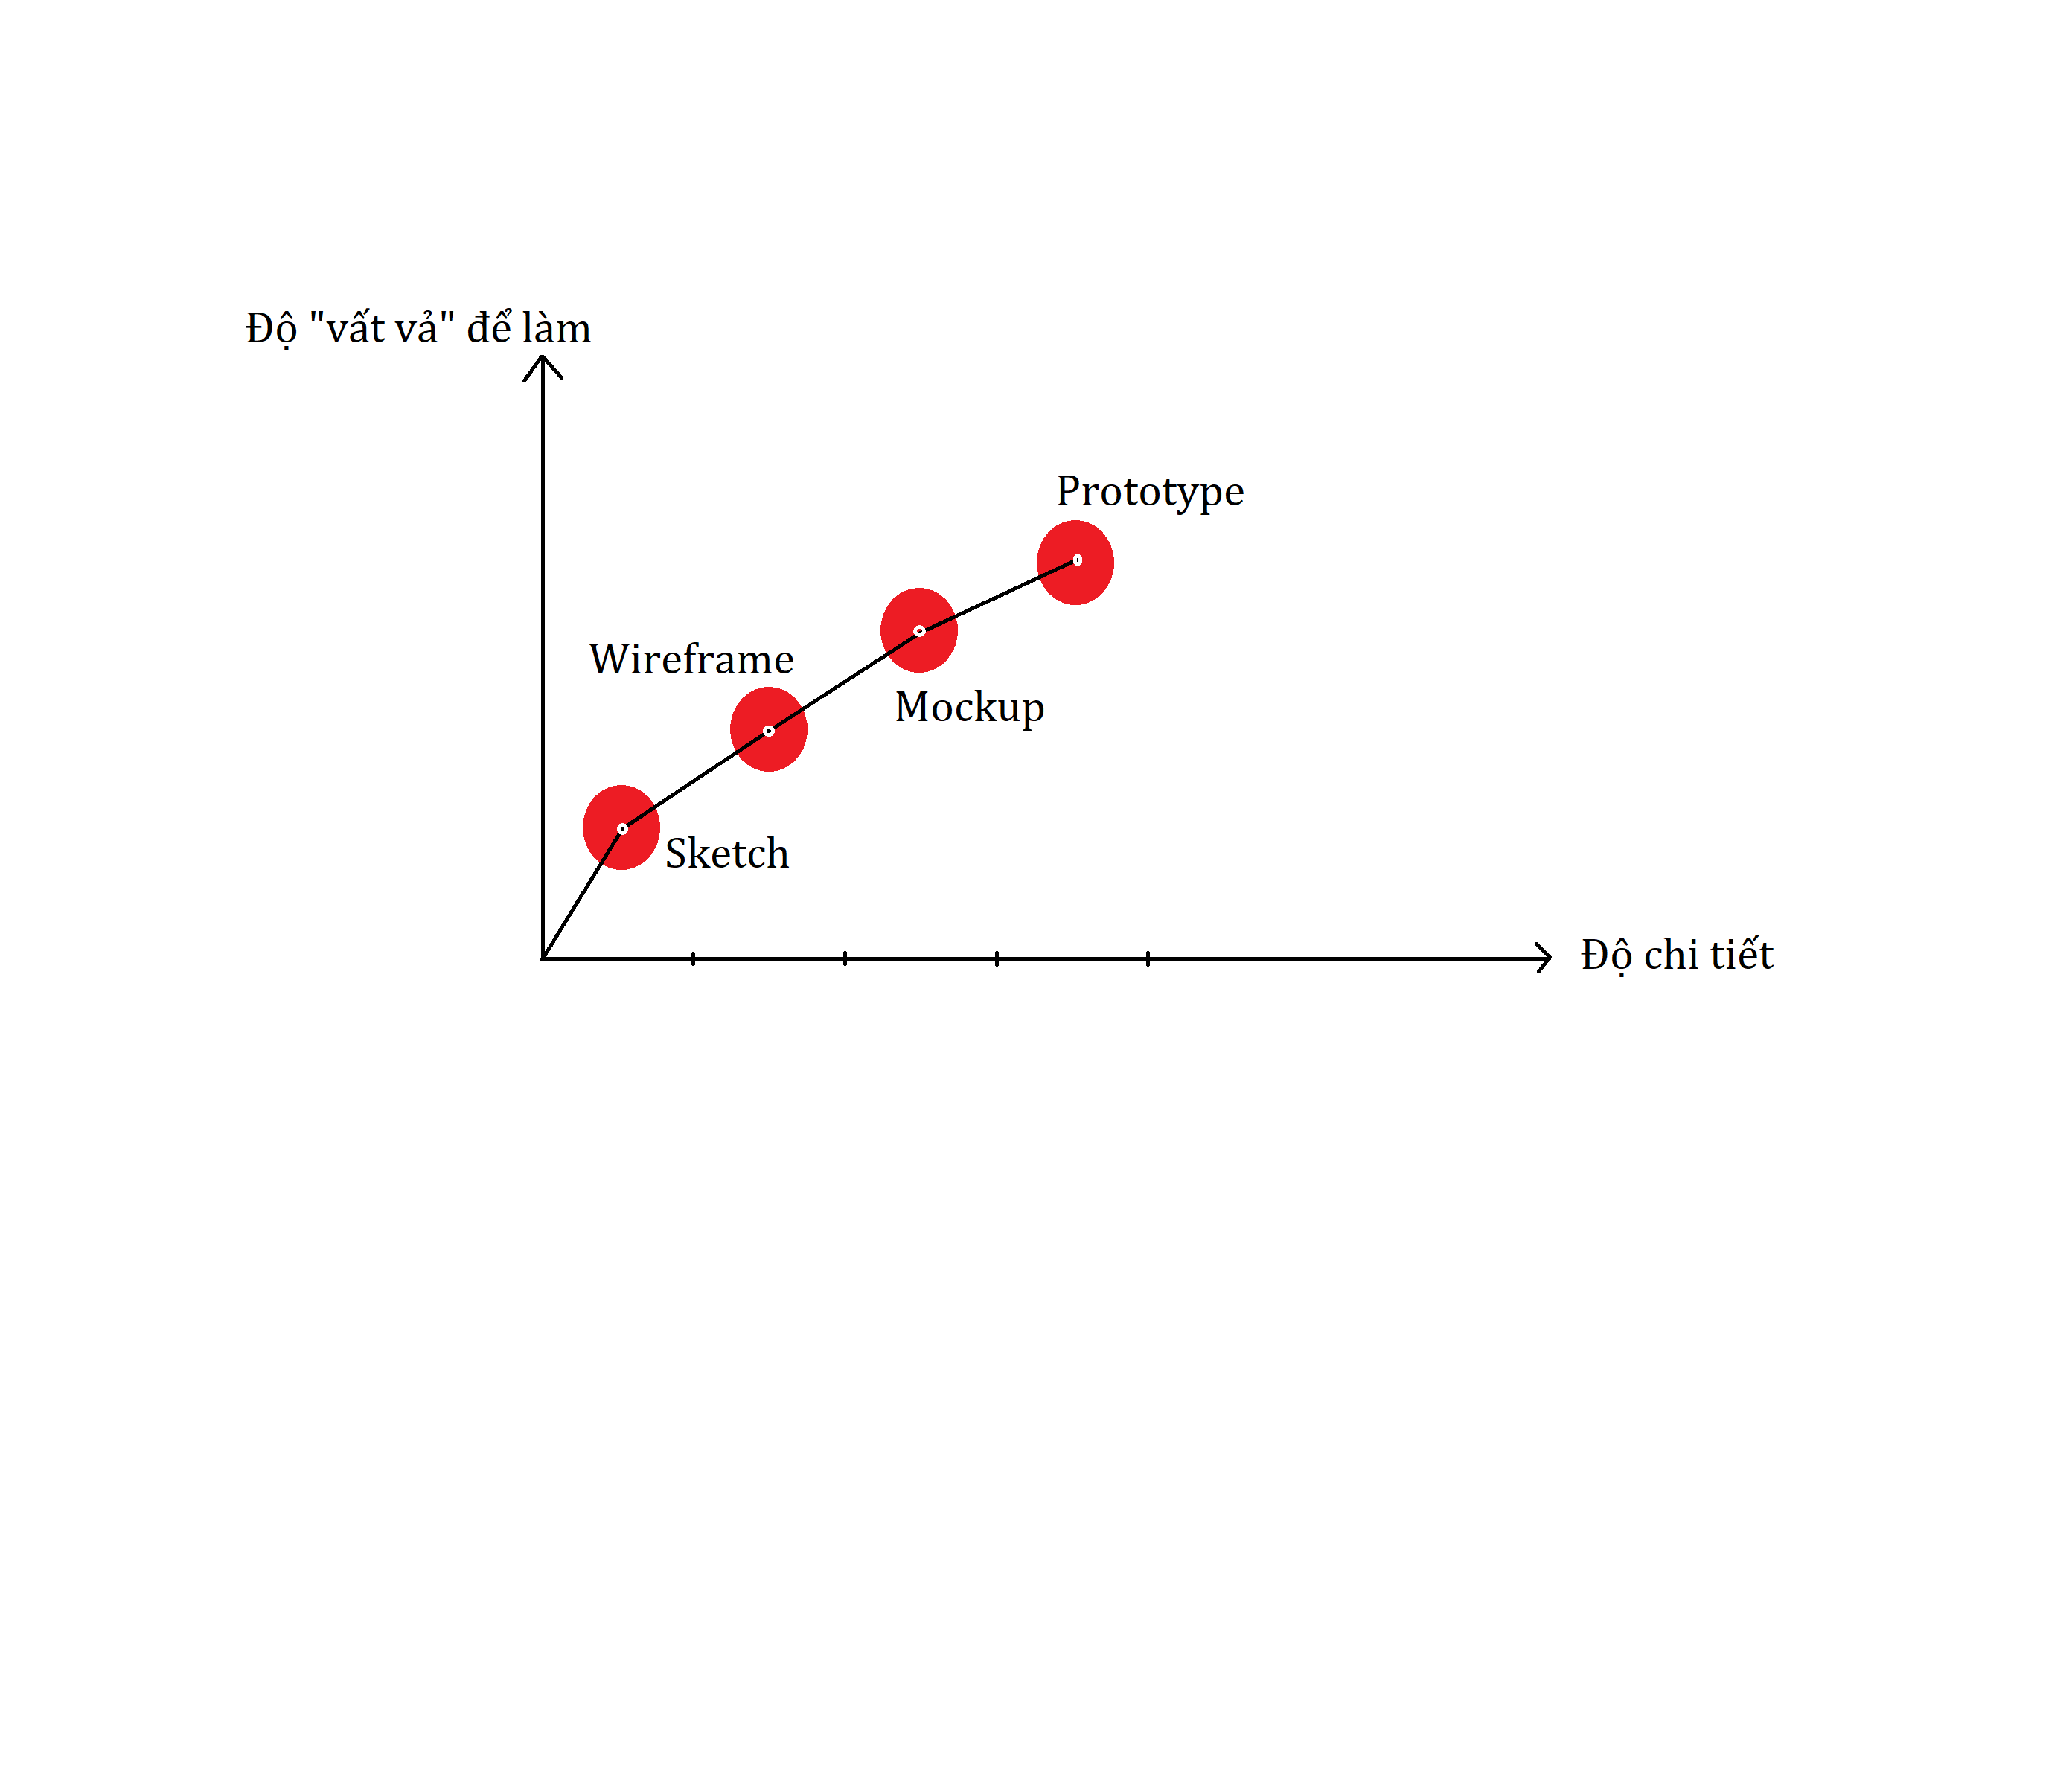 Độ "vất vả" để làm
Prototype
Wireframe
Mockup
Sketch
Độ chi tiết